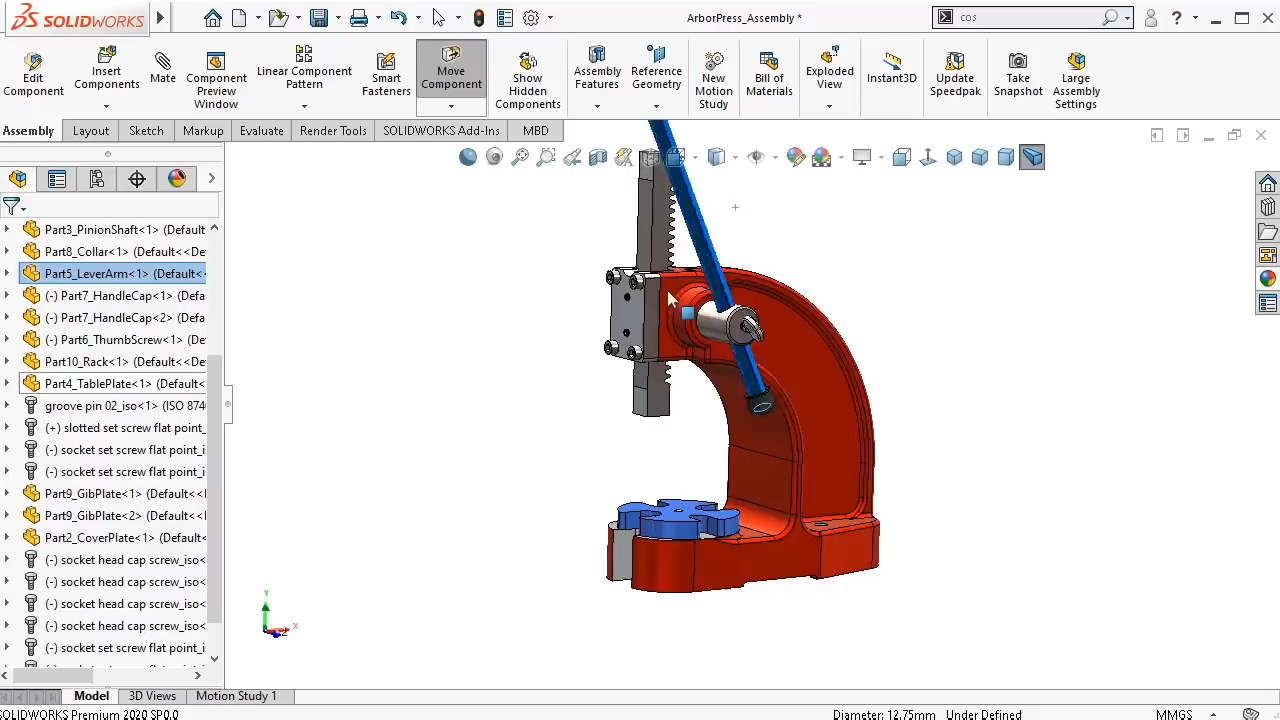 SOLIDWORKS
ArborPress_Assembly *
cos
Edit Component
Insert Components
Mate
Component Preview Window
Linear Component Pattern
Smart Fasteners
Move Component
Show Hidden Components
Assembly Features
Reference Geometry
New Motion Study
Bill of Materials
Exploded View
Instant3D
Update Speedpak
Take Snapshot
Large Assembly Settings
Assembly
Layout
Sketch
Markup
Evaluate
Render Tools
SOLIDWORKS Add-Ins
MBD
Part3_PinionShaft<1> (Default
Part8_Collar<1> (Default<<De
Part5_LeverArm<1> (Default<
(-) Part7_HandleCap<1> (Defa
(-) Part7_HandleCap<2> (Defa
(-) Part6_ThumbScrew<1> (De
Part10_Rack<1> (Default<<De
Part4_TablePlate<1> (Default<
groove pin 02_iso<1> (ISO 874
(+) slotted set screw flat point_
(-) socket set screw flat point_i
(-) socket set screw flat point_i
Part9_GibPlate<1> (Default<<
Part9_GibPlate<2> (Default<<
Part2_CoverPlate<1> (Default
(-) socket head cap screw_iso<
(-) socket head cap screw_iso<
(-) socket head cap screw_iso<
(-) socket head cap screw_iso<
(-) socket set screw flat point_i
Y
X
Z
Model
3D Views
Motion Study 1
SOLIDWORKS Premium 2020 SP0.0
Diameter: 12.75mm
Under Defined
MMGS